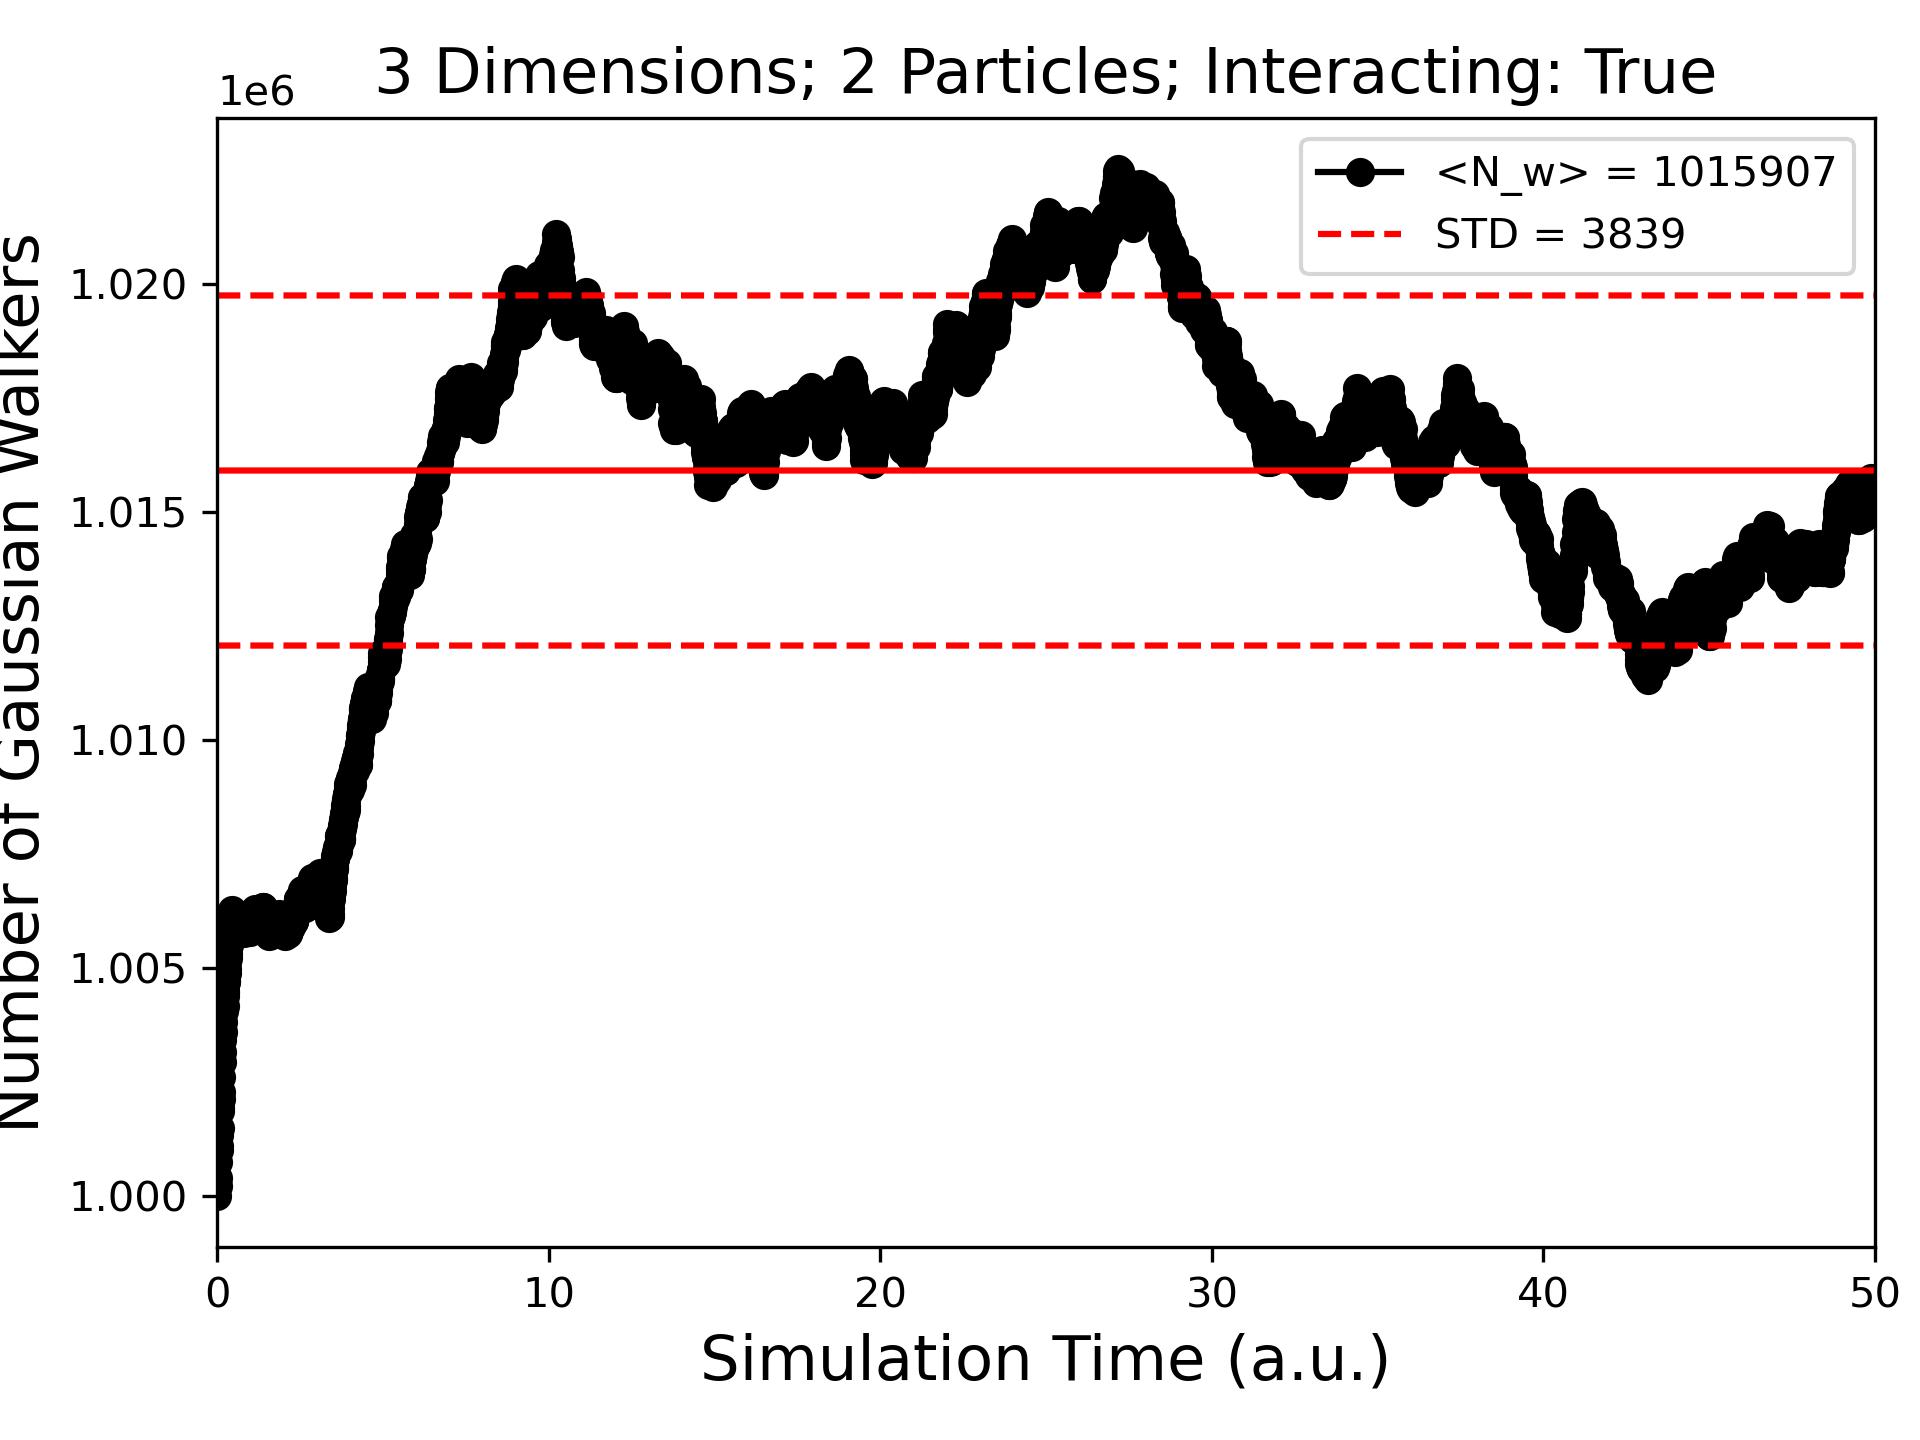 3 Dimensions; 2 Particles; Interacting: True
1e6
<N_w> = 1015907
STD = 3839
Number of Gaussian Walkers
1.020
1.015
1.010
1.005
1.000
0 10 20 30 40 50
Simulation Time (a.u.)